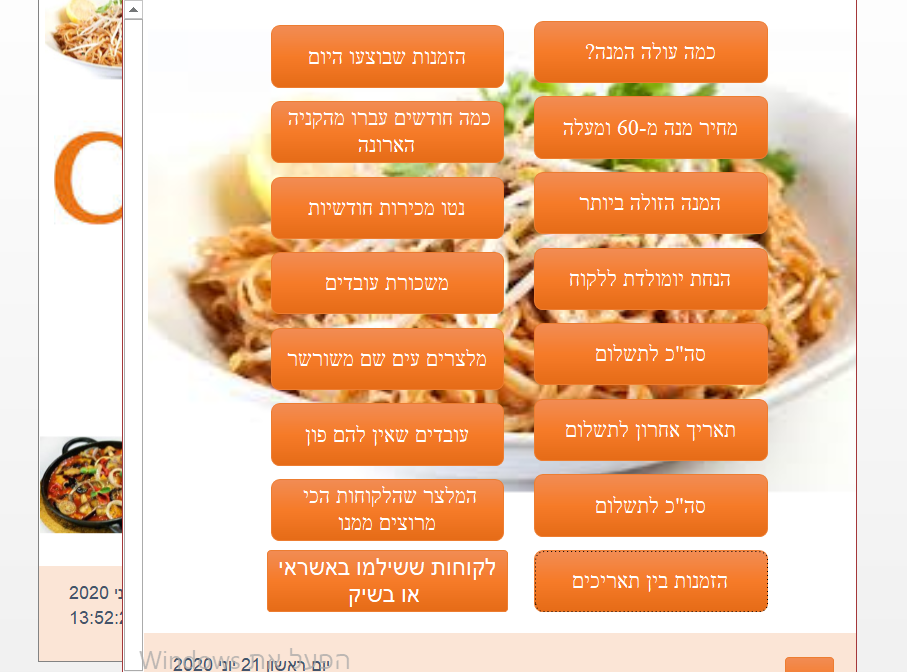 כמה עולה המנה?
הזמנות שבוצעו היום
מחיר מנה מ-60 ומעלה
כמה חודשים עברו מהקניה
הארונה
המנה הזולה ביותר
נטו מכירות חודשיות
הנחת יומולדת ללקוח
משכורת עובדים
סה"כ לתשלום
מלצרים עים שם משורשר
תאריך אחרון לתשלום
עובדים שאין להם פון
סה"כ לתשלום
המלצר שהלקוחות הכי
מרוצים ממנו
הזמנות בין תאריכים
לקוחות ששילמו באשראי
או בשיק
ני 2020
13:52:2
הפעל את Windows
יום ראשון 21 יוני 2020